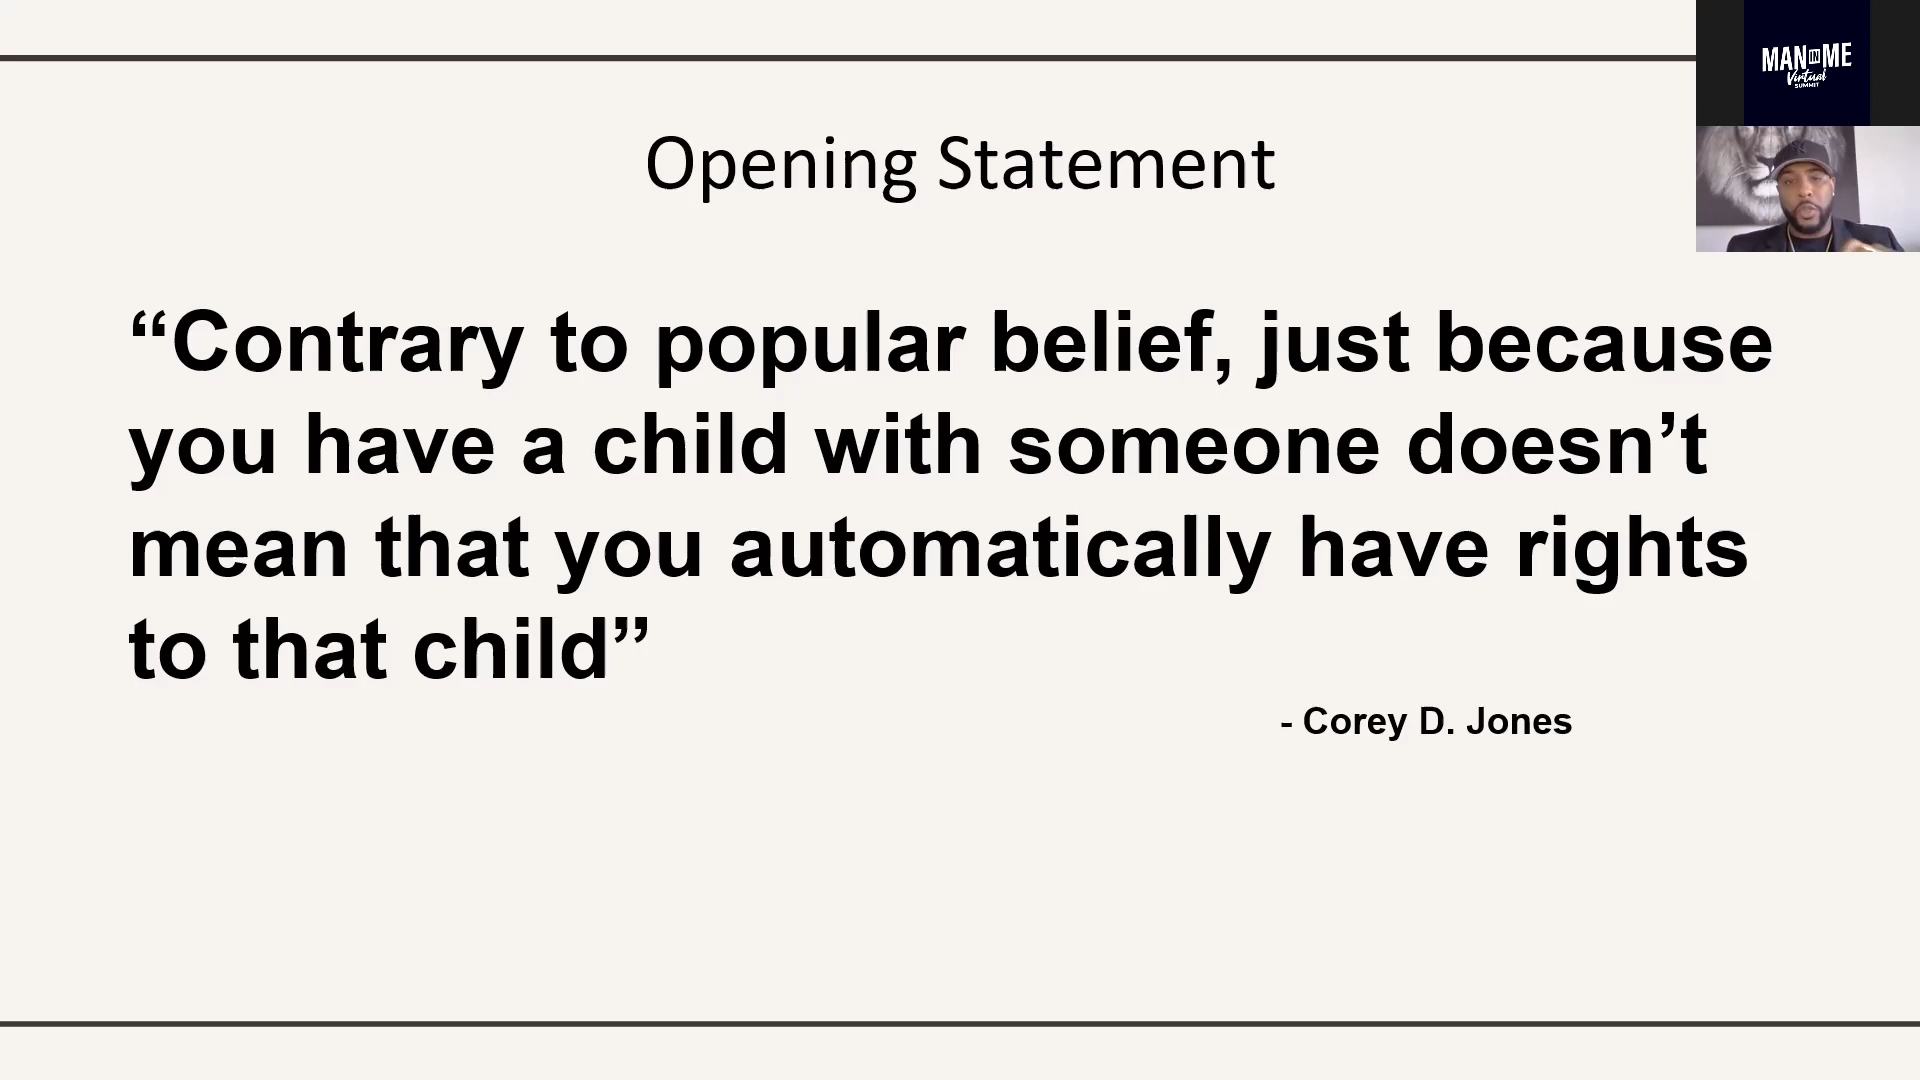 MAN IN ME
Virtual
SUMMIT
Opening Statement
“Contrary to popular belief, just because
you have a child with someone doesn’t
mean that you automatically have rights
to that child”
- Corey D. Jones